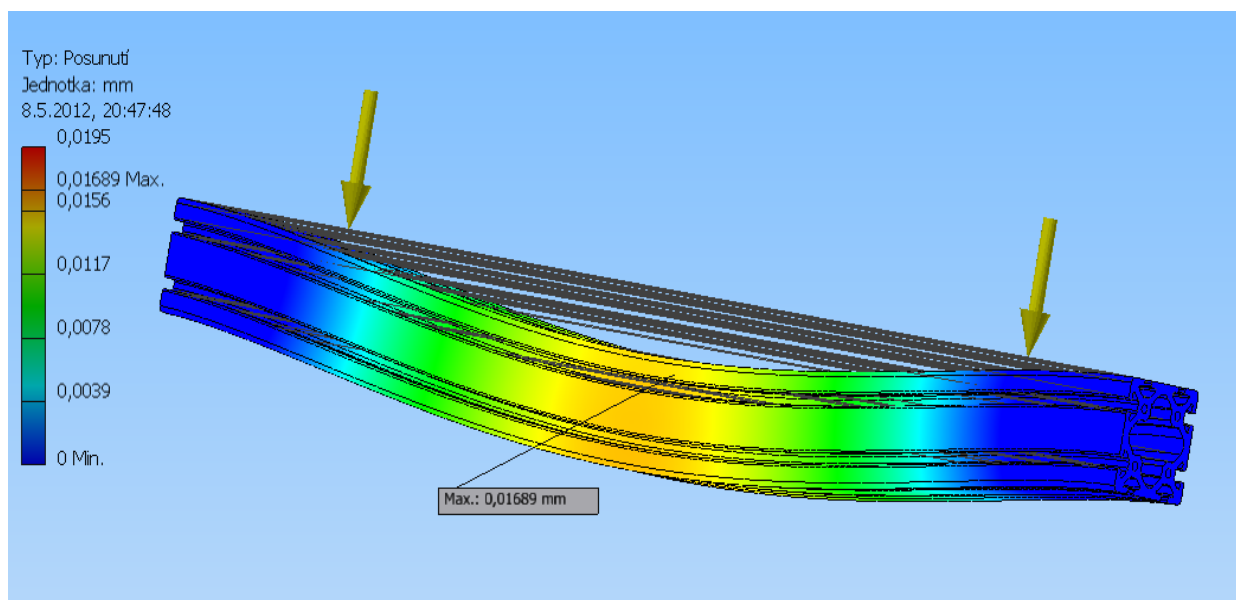 Typ: Posunutí
Jednotka: mm
8.5.2012, 20:47:48
0,0195
0,01689 Max.
0,0156
0,0117
0,0078
0,0039
0 Min.
Max.: 0,01689 mm